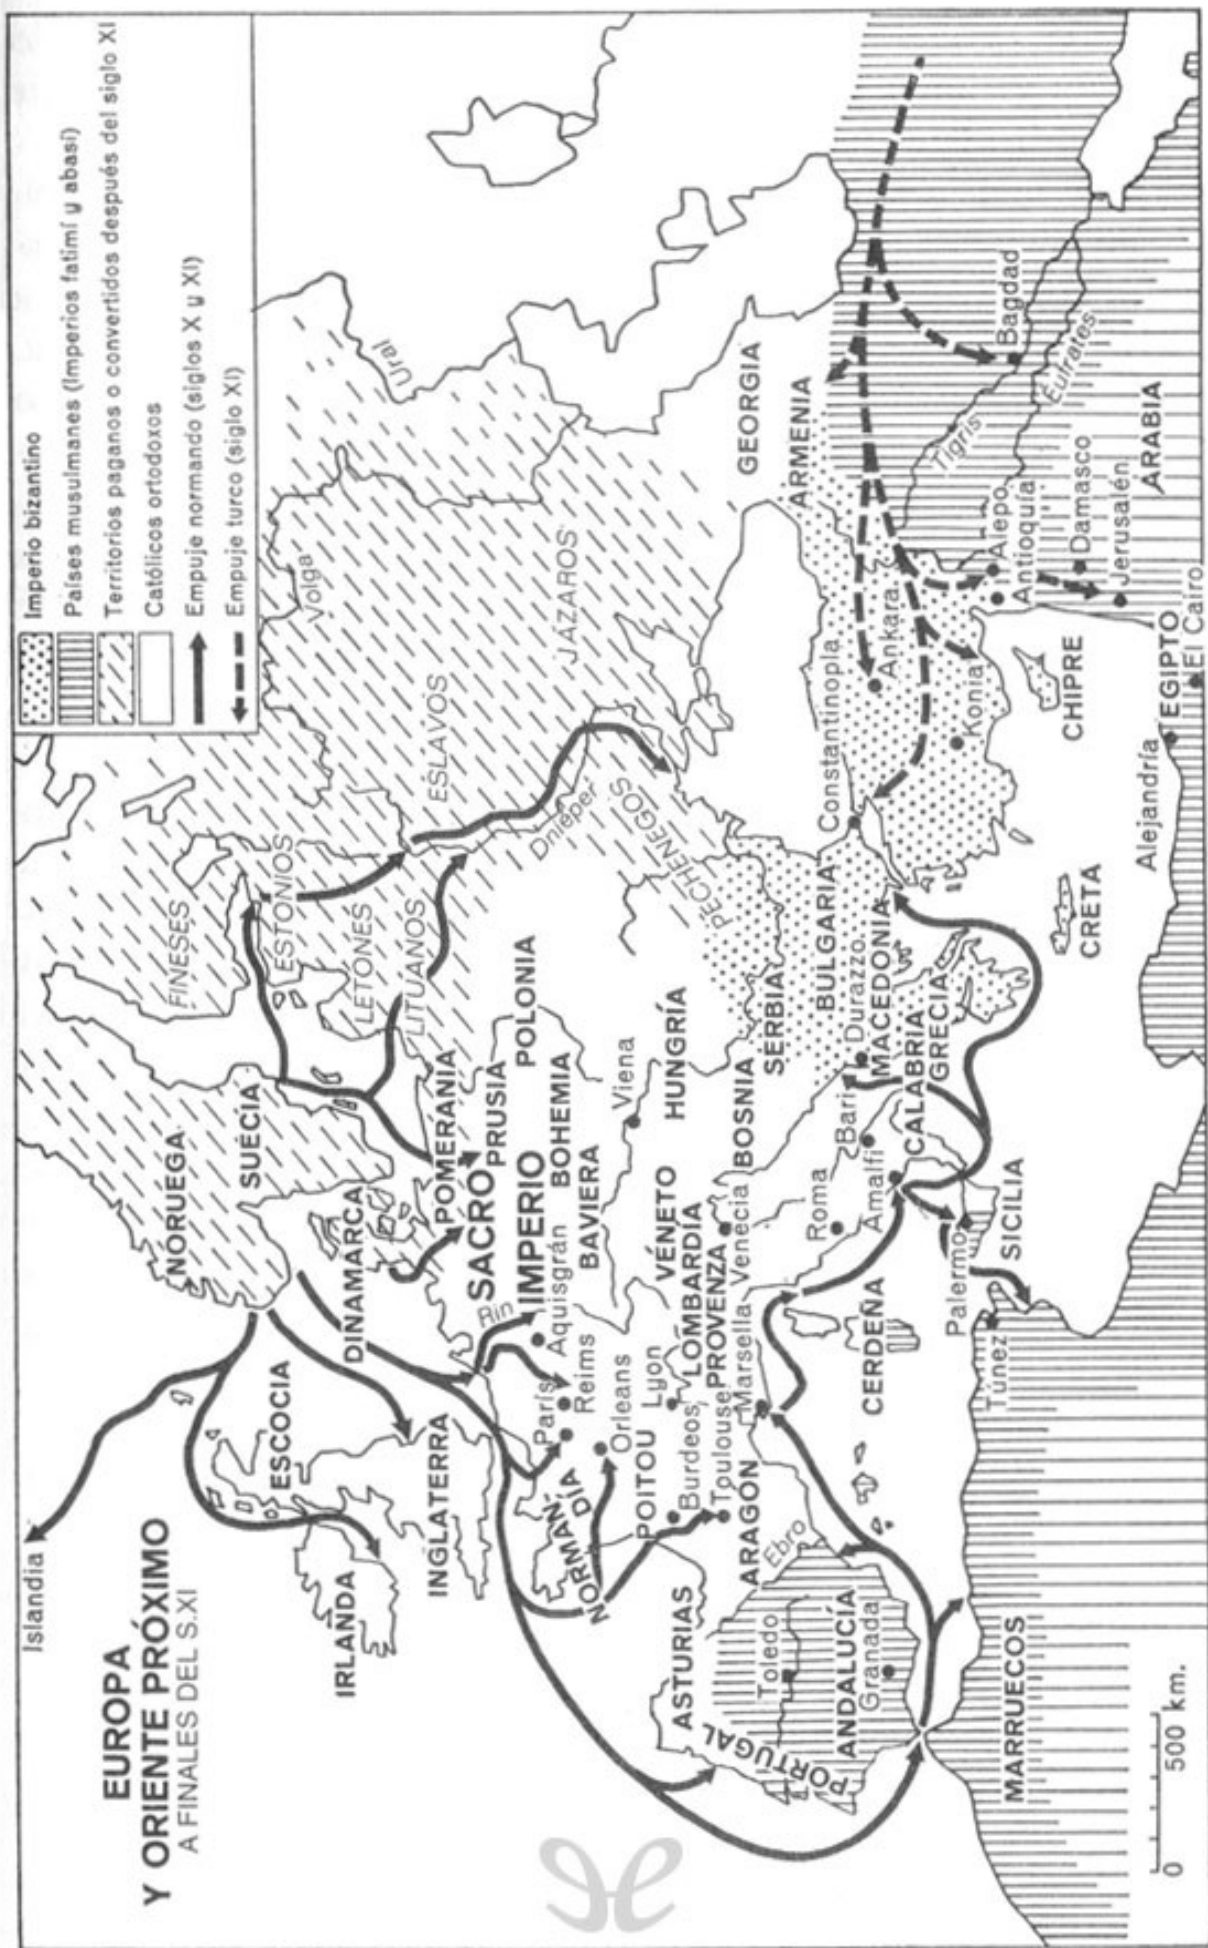 EUROPA
Y ORIENTE PRÓXIMO
A FINALES DEL S.XI
Imperio bizantino
Países musulmanes (Imperios fatimí y abasí)
Territorios paganos o convertidos después del siglo XI
Católicos ortodoxos
Empuje normando (siglos X y XI)
Empuje turco (siglo XI)
Islandia
NORUEGA
SUECIA
FINESES
ESTONIOS
LETONES
LITUANOS
ESLAVOS
Volga
Ural
JÁZAROS
Dniéper
PECHENEGOS
ESCOCIA
IRLANDA
INGLATERRA
DINAMARCA
POMERANIA
PRUSIA
POLONIA
SACRO
IMPERIO
Rin
Aquisgrán
BOHEMIA
BAVIERA
Viena
HUNGRÍA
París
Reims
Orleans
NORMAN
DÍA
POITOU
Lyon
Burdeos
Toulouse
VÉNETO
LOMBARDÍA
PROVENZA
Venecia
Marsella
BOSNIA
SERBIA
BULGARIA
Durazzo
MACEDONIA
GRECIA
CALABRIA
Bari
Amalfi
Roma
CERDEÑA
Palermo
SICILIA
Túnez
ASTURIAS
ARAGÓN
Ebro
PORTUGAL
Toledo
ANDALUCÍA
Granada
MARRUECOS
Constantinopla
Ankara
Konia
GEORGIA
ARMENIA
Tigris
Éufrates
Bagdad
Alepo
Antioquía
Damasco
Jerusalén
ARABIA
CHIPRE
CRETA
Alejandría
EGIPTO
El Cairo
0 500 km.